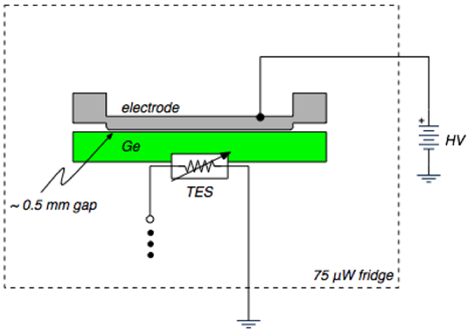 electrode
+
HV
Ge
TES
~ 0.5 mm gap
75 µW fridge